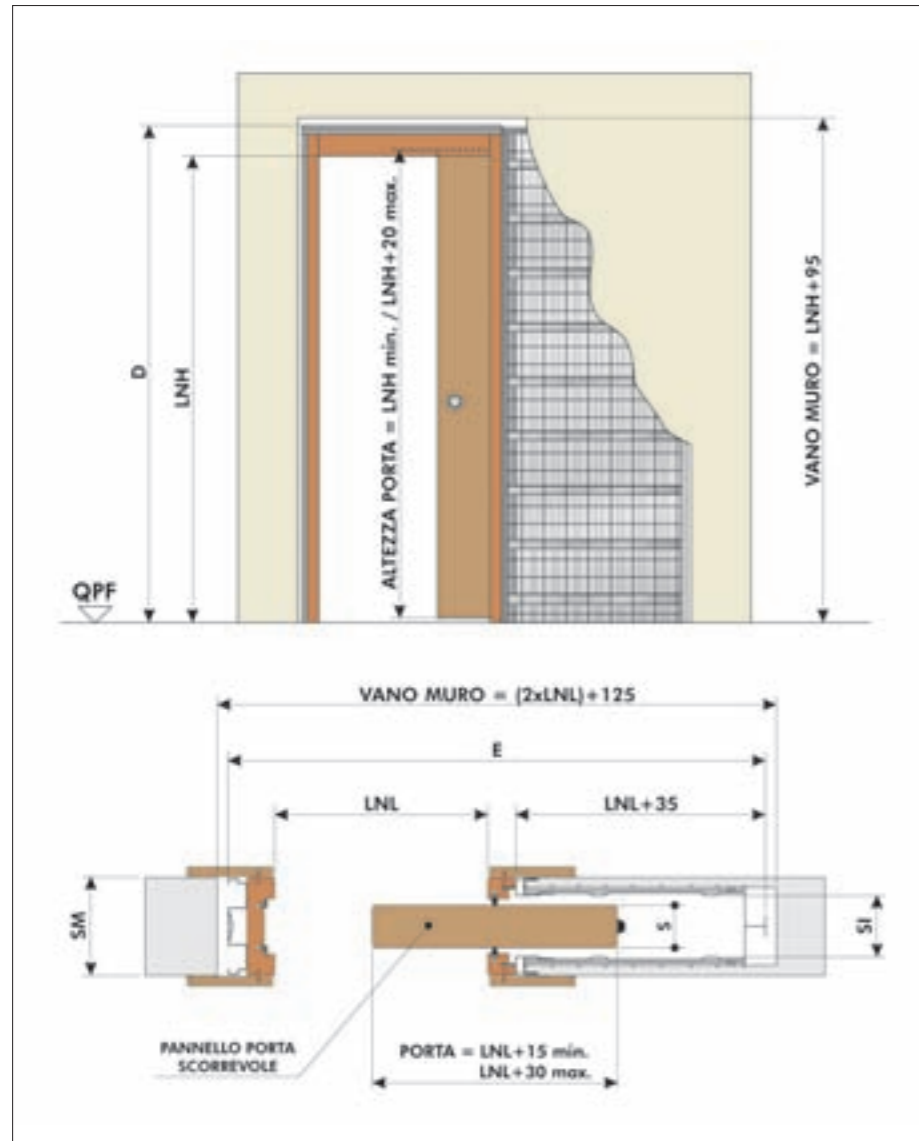 D
LNH
ALTEZZA PORTA = LNH min. / LNH+20 max.
VANO MURO = LNH+95
QPF
VANO MURO = (2xLNL)+125
E
LNL
LNL+35
SM
S
SI
PANNELLO PORTA
SCORREVOLE
PORTA = LNL+15 min.
LNL+30 max.